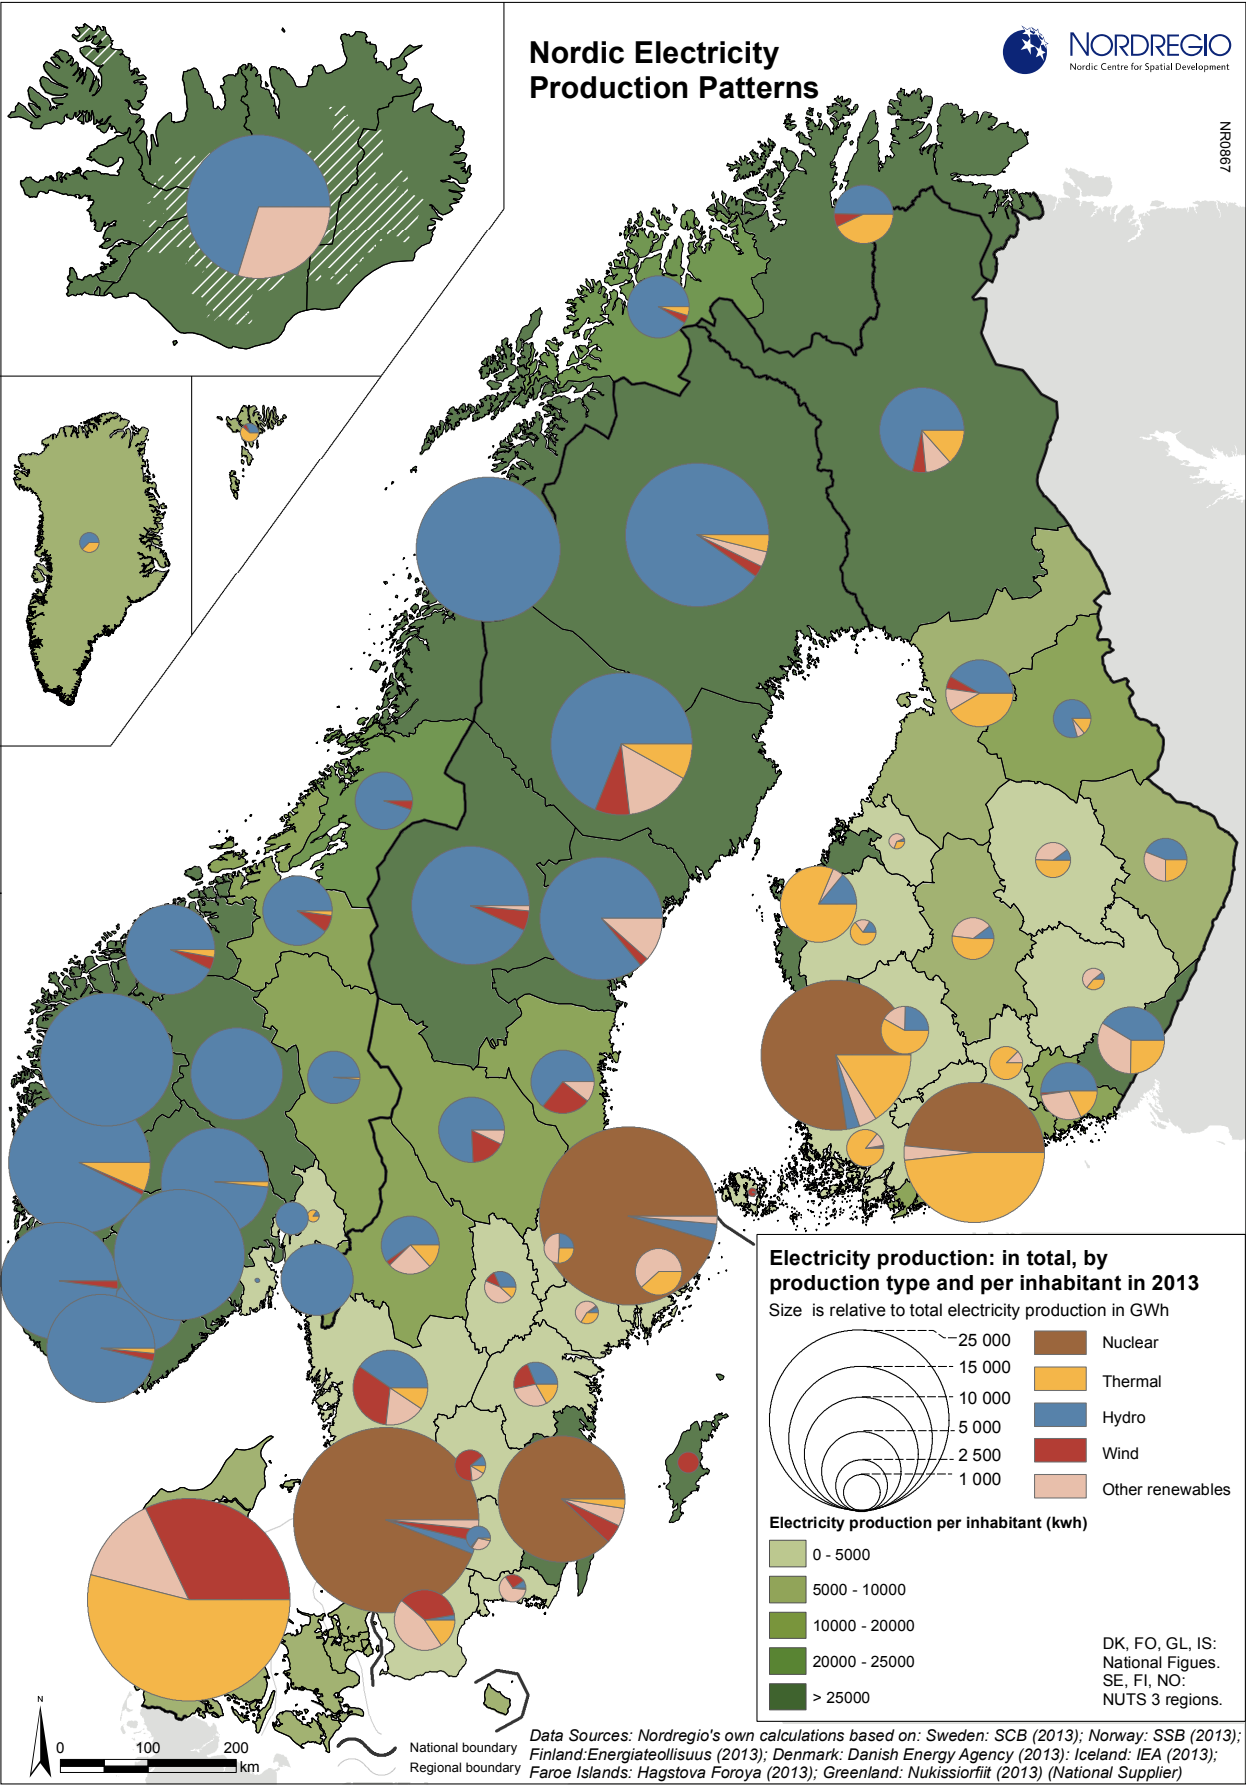 Nordic Electricity
Production Patterns
NORDREGIO
Nordic Centre for Spatial Development
NR0867
Electricity production: in total, by
production type and per inhabitant in 2013
Size is relative to total electricity production in GWh
25 000
15 000
10 000
5 000
2 500
1 000
Nuclear
Thermal
Hydro
Wind
Other renewables
Electricity production per inhabitant (kwh)
0 - 5000
5000 - 10000
10000 - 20000
20000 - 25000
> 25000
DK, FO, GL, IS:
National Figues.
SE, FI, NO:
NUTS 3 regions.
N
0 100 200
km
National boundary
Regional boundary
Data Sources: Nordregio's own calculations based on: Sweden: SCB (2013); Norway: SSB (2013);
Finland:Energiateollisuus (2013); Denmark: Danish Energy Agency (2013): Iceland: IEA (2013);
Faroe Islands: Hagstova Foroya (2013); Greenland: Nukissiorfiit (2013) (National Supplier)